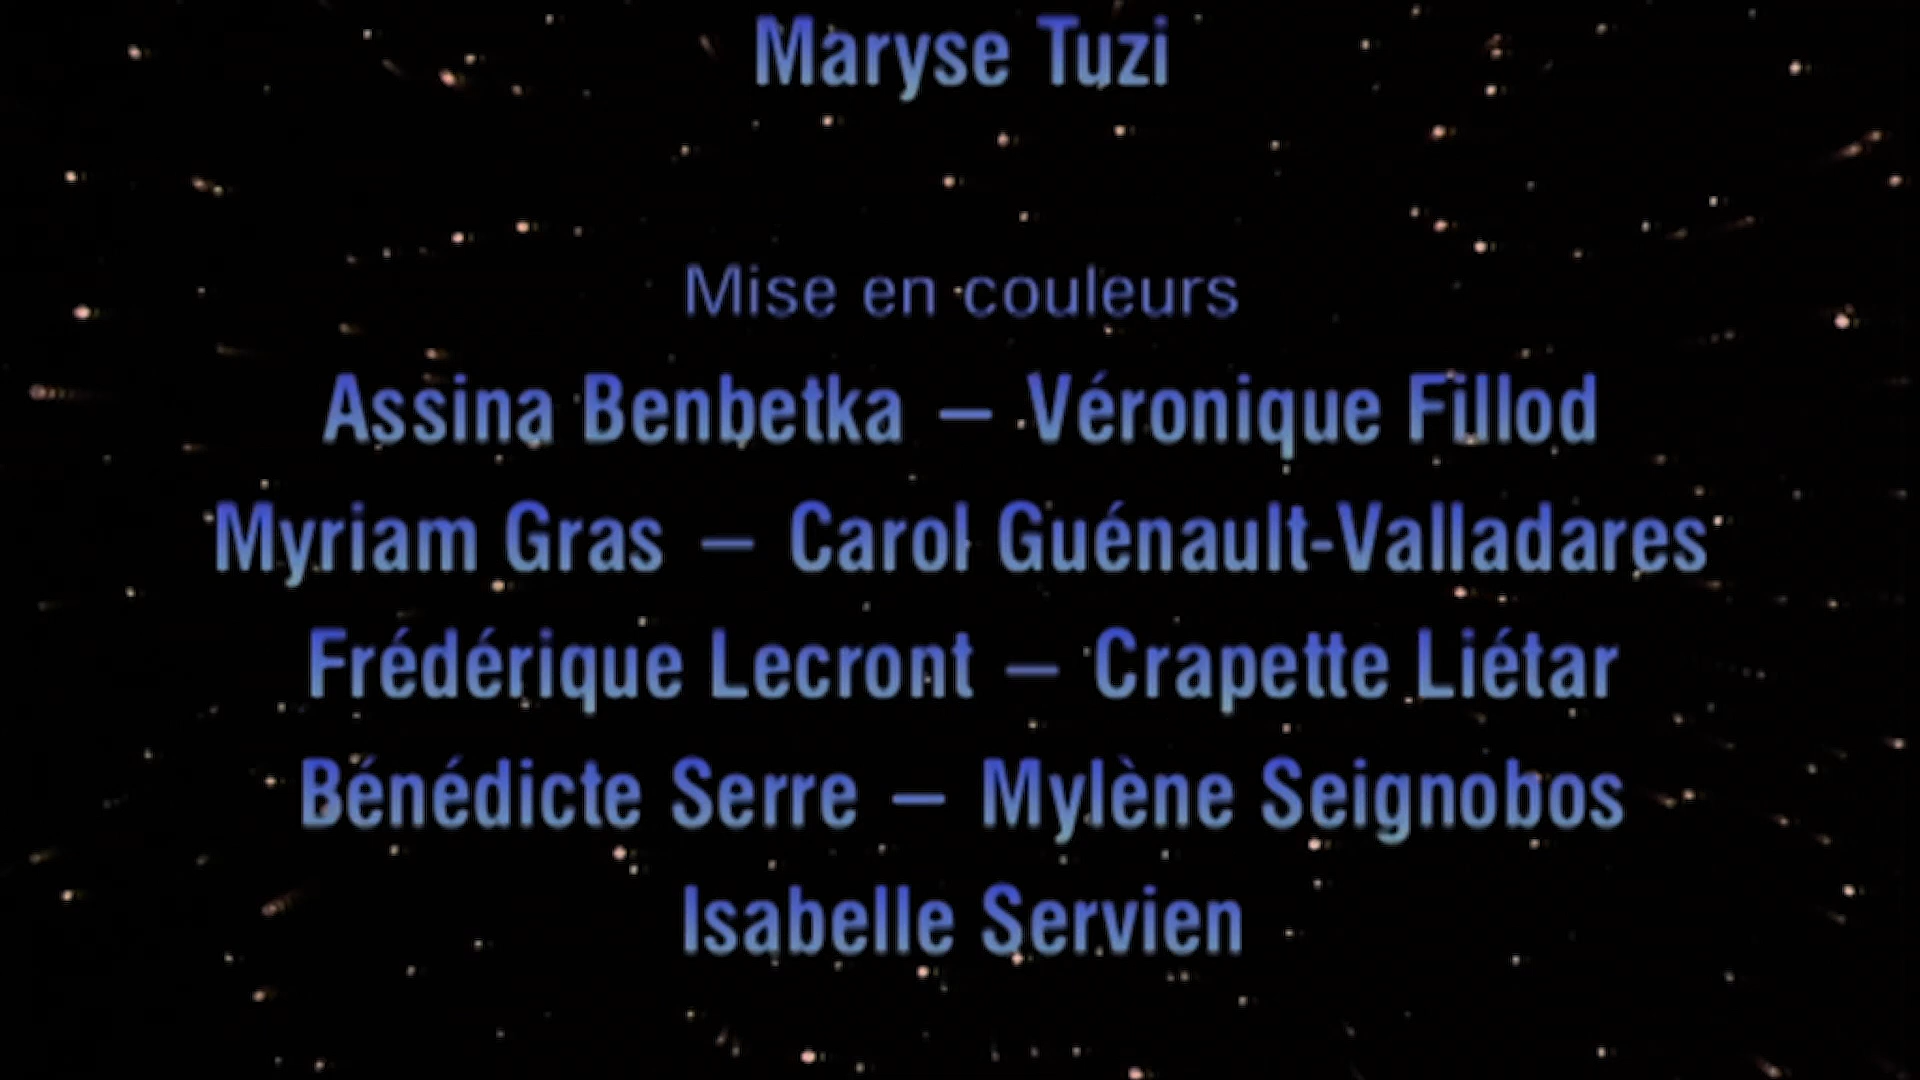 Maryse Tuzi
Mise en couleurs
Assina Benbetka – Véronique Fillod
Myriam Gras – Carol Guénault-Valladares
Frédérique Lecront – Crapette Liétar
Bénédicte Serre – Mylène Seignobos
Isabelle Servien